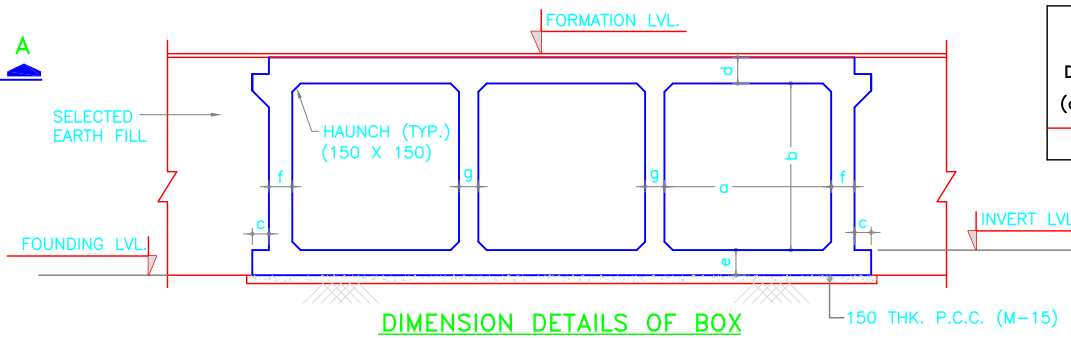 FORMATION LVL.
A
D
(c
d
SELECTED
EARTH FILL
HAUNCH (TYP.)
(150 X 150)
b
f
g
g
a
f
c
c
INVERT LVL
FOUNDING LVL.
e
150 THK. P.C.C. (M-15)
DIMENSION DETAILS OF BOX